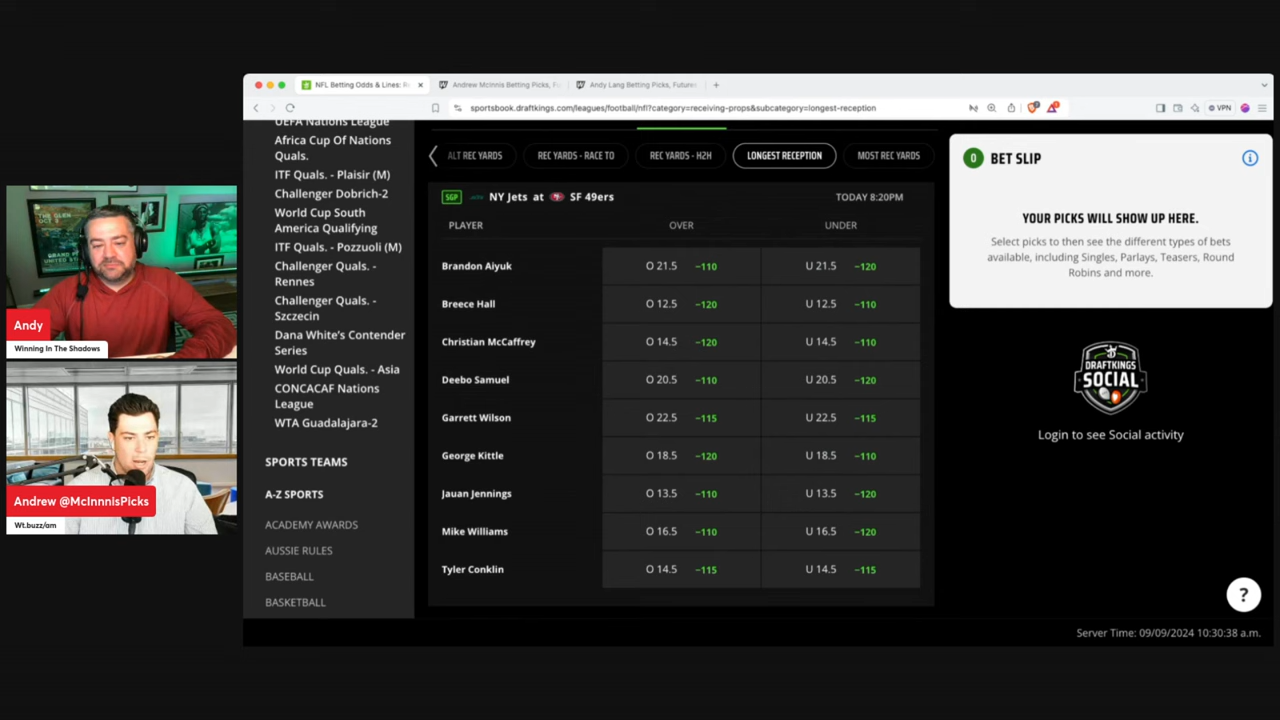 NFL Betting Odds & Lines: R
Andrew Mcinnis Betting Picks, Fu
Andy Lang Betting Picks, Futures
sportsbook.draftkings.com/leagues/football/nfl?category=receiving-props&subcategory=longest-reception
VPN
UEFA Nations League
Africa Cup Of Nations
Quals.
ITF Quals. - Plaisir (M)
Challenger Dobrich-2
World Cup South
America Qualifying
ITF Quals. - Pozzuoli (M)
Challenger Quals. -
Rennes
Challenger Quals. -
Szczecin
Dana White's Contender
Series
World Cup Quals. - Asia
CONCACAF Nations
League
WTA Guadalajara-2
SPORTS TEAMS
A-Z SPORTS
ACADEMY AWARDS
AUSSIE RULES
BASEBALL
BASKETBALL
ALT REC YARDS
REC YARDS - RACE TO
REC YARDS - H2H
LONGEST RECEPTION
MOST REC YARDS
SGP NY Jets at SF 49ers TODAY 8:20PM
PLAYER OVER UNDER
Brandon Aiyuk O 21.5 −110 U 21.5 −120
Breece Hall O 12.5 −120 U 12.5 −110
Christian McCaffrey O 14.5 −120 U 14.5 −110
Deebo Samuel O 20.5 −110 U 20.5 −120
Garrett Wilson O 22.5 −115 U 22.5 −115
George Kittle O 18.5 −120 U 18.5 −110
Jauan Jennings O 13.5 −110 U 13.5 −120
Mike Williams O 16.5 −110 U 16.5 −120
Tyler Conklin O 14.5 −115 U 14.5 −115
0 BET SLIP
YOUR PICKS WILL SHOW UP HERE.
Select picks to then see the different types of bets
available, including Singles, Parlays, Teasers, Round
Robins and more.
DRAFTKINGS
SOCIAL
Login to see Social activity
?
Server Time: 09/09/2024 10:30:38 a.m.
Andy
Winning In The Shadows
Andrew @McInnnisPicks
Wt.buzz/am